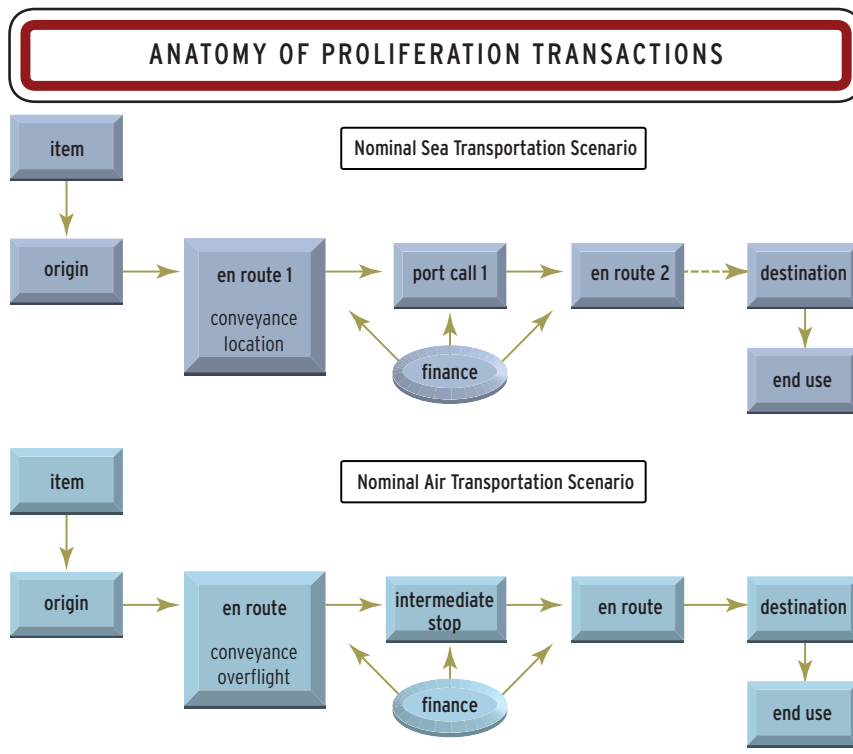 ANATOMY OF PROLIFERATION TRANSACTIONS
item
Nominal Sea Transportation Scenario
origin
en route 1
conveyance
location
port call 1
en route 2
destination
finance
end use
item
Nominal Air Transportation Scenario
origin
en route
conveyance
overflight
intermediate
stop
en route
destination
finance
end use